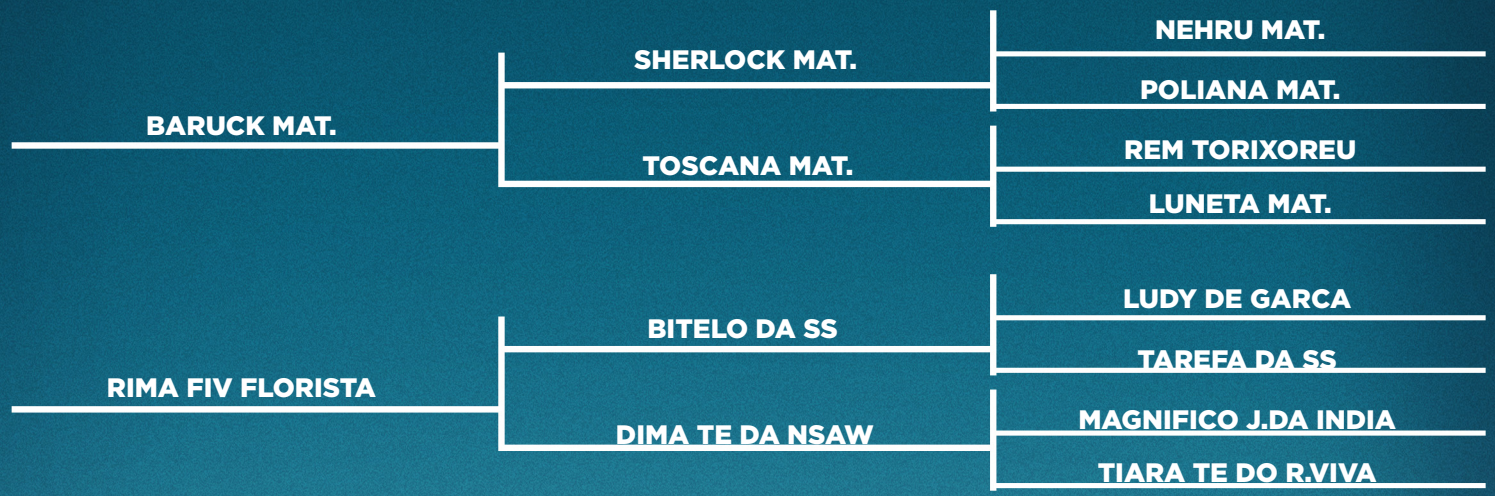 NEHRU MAT.
SHERLOCK MAT.
POLIANA MAT.
BARUCK MAT.
REM TORIXOREU
TOSCANA MAT.
LUNETA MAT.
LUDY DE GARCA
BITELO DA SS
TAREFA DA SS
RIMA FIV FLORISTA
MAGNIFICO J.DA INDIA
DIMA TE DA NSAW
TIARA TE DO R.VIVA